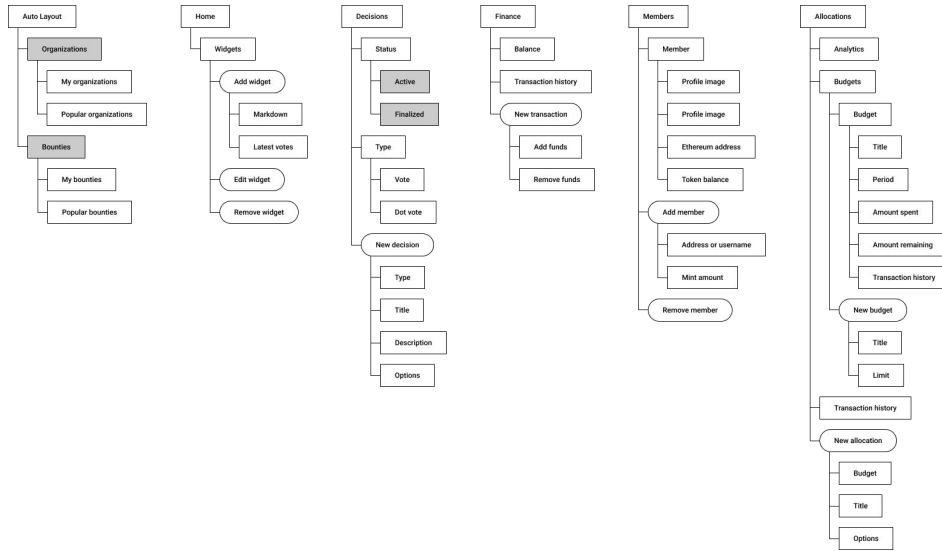 Auto Layout
Organizations
My organizations
Popular organizations
Bounties
My bounties
Popular bounties
Home
Widgets
Add widget
Markdown
Latest votes
Edit widget
Remove widget
Decisions
Status
Active
Finalized
Type
Vote
Dot vote
New decision
Type
Title
Description
Options
Finance
Balance
Transaction history
New transaction
Add funds
Remove funds
Members
Member
Profile image
Profile image
Ethereum address
Token balance
Add member
Address or username
Mint amount
Remove member
Allocations
Analytics
Budgets
Budget
Title
Period
Amount spent
Amount remaining
Transaction history
New budget
Title
Limit
Transaction history
New allocation
Budget
Title
Options